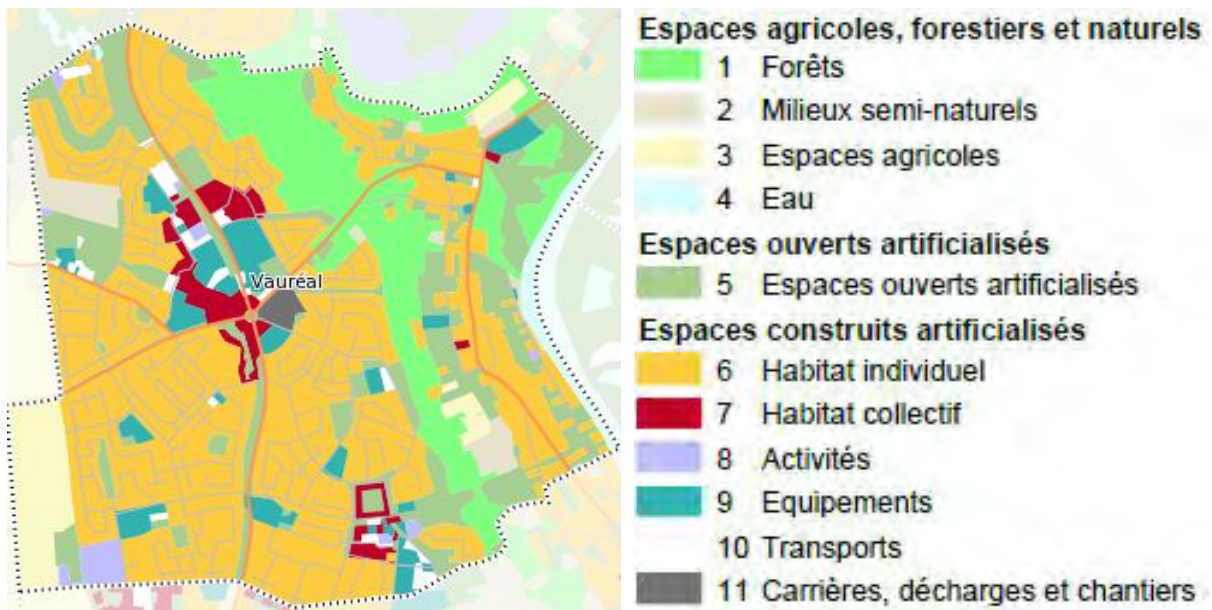 Vauréal
Espaces agricoles, forestiers et naturels
1 Forêts
2 Milieux semi-naturels
3 Espaces agricoles
4 Eau
Espaces ouverts artificialisés
5 Espaces ouverts artificialisés
Espaces construits artificialisés
6 Habitat individuel
7 Habitat collectif
8 Activités
9 Equipements
10 Transports
11 Carrières, décharges et chantiers